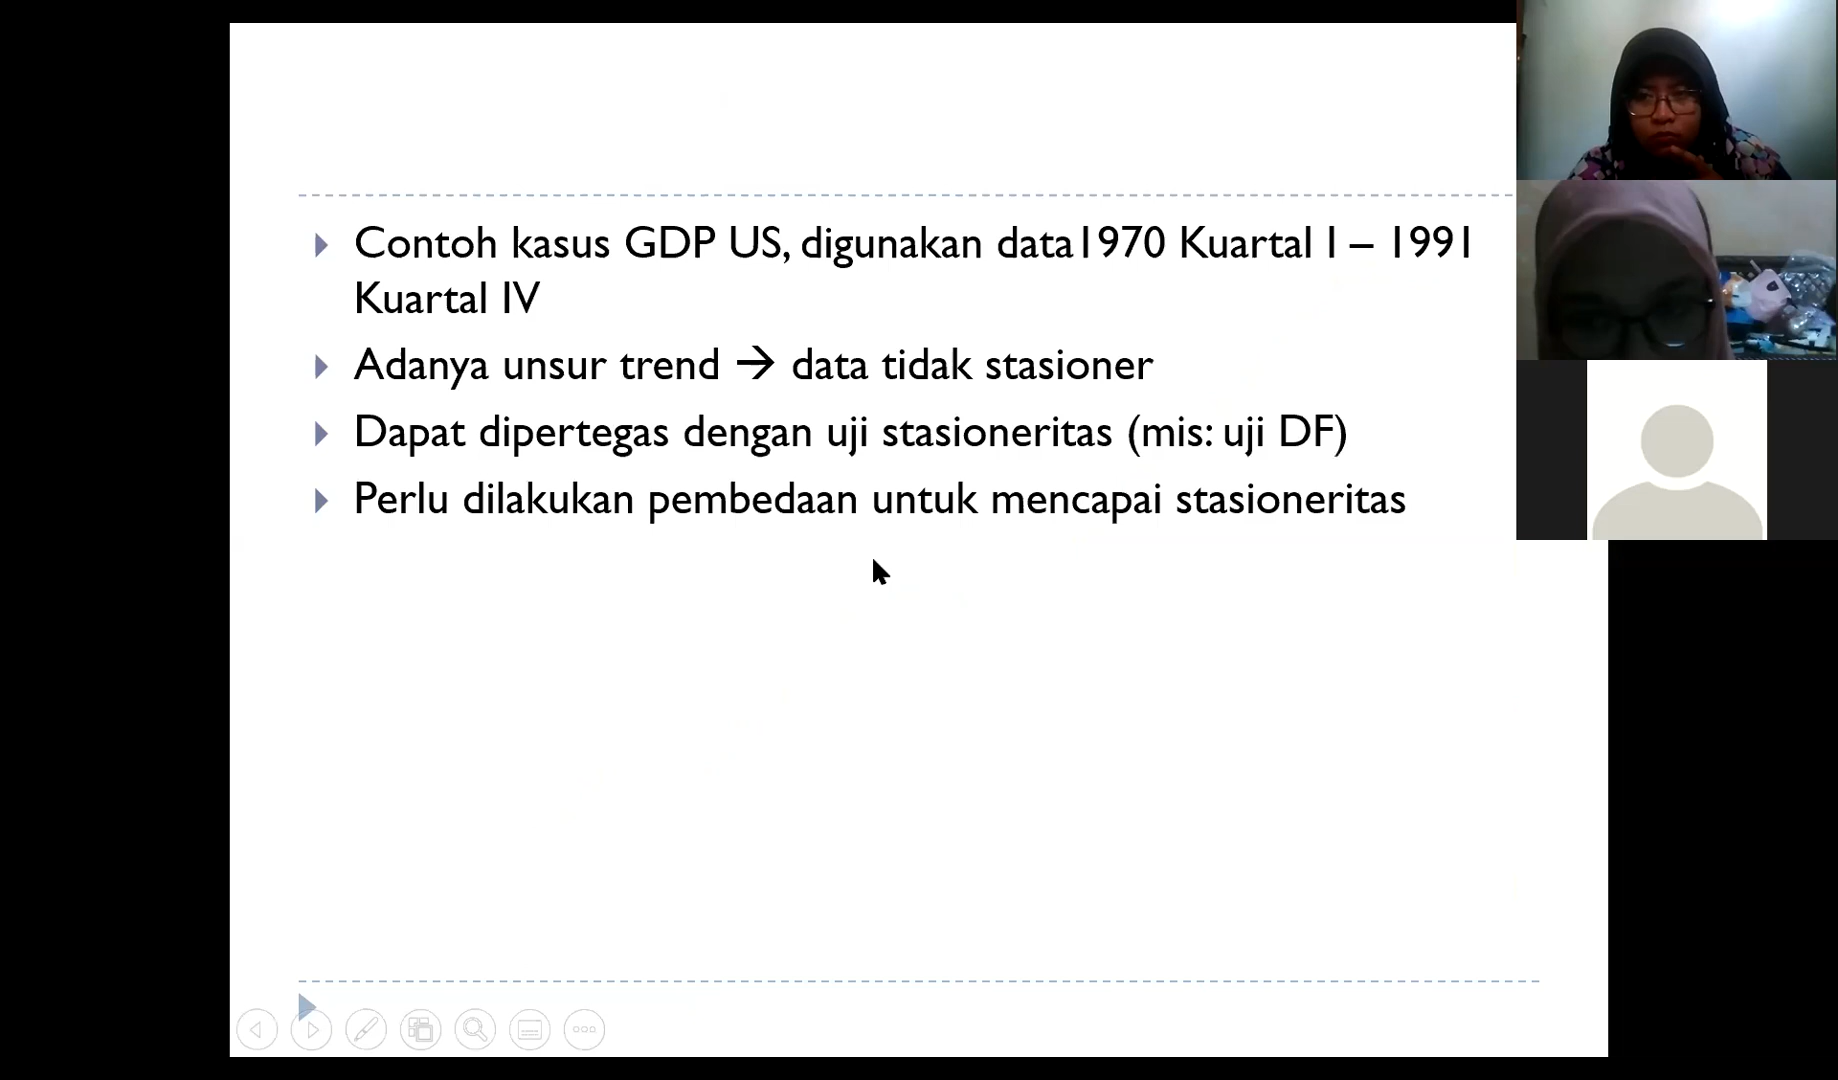 Contoh kasus GDP US, digunakan data1970 Kuartal I – 1991
Kuartal IV
Adanya unsur trend → data tidak stasioner
Dapat dipertegas dengan uji stasioneritas (mis: uji DF)
Perlu dilakukan pembedaan untuk mencapai stasioneritas